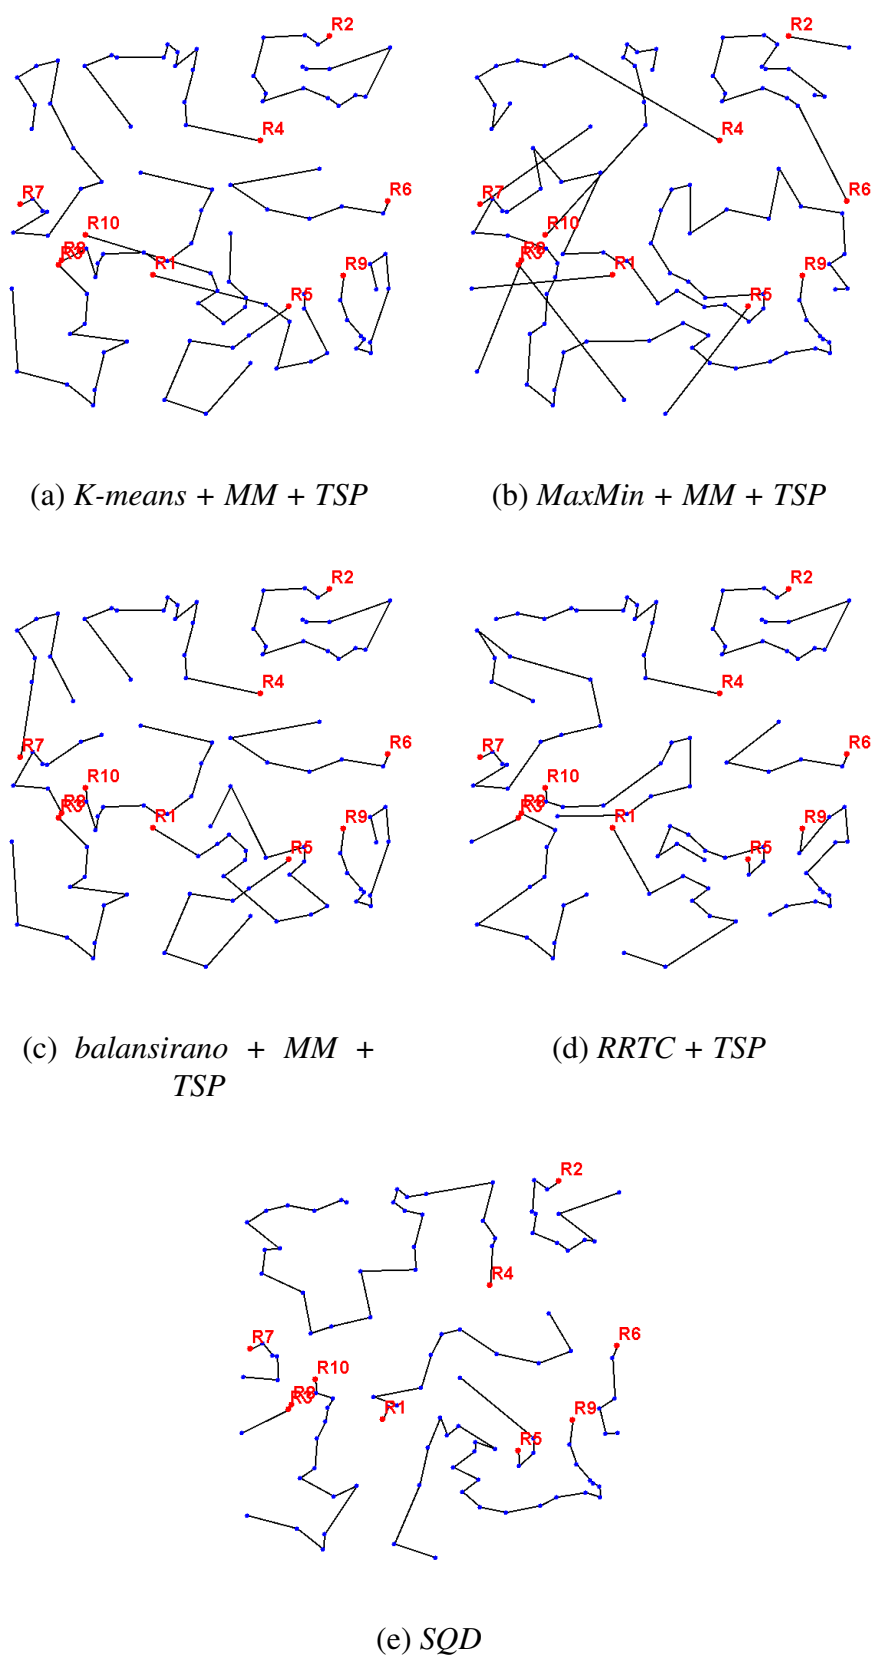 R2
R4
R7
R6
R10
R1
R9
R5
(a) K-means + MM + TSP
R2
R4
R7
R6
R10
R1
R9
R5
(b) MaxMin + MM + TSP
R2
R4
R7
R6
R10
R1
R9
R5
(c) balansirano + MM +
TSP
R2
R4
R7
R6
R10
R1
R9
R5
(d) RRTC + TSP
R2
R4
R7
R6
R10
R1
R9
R5
(e) SQD